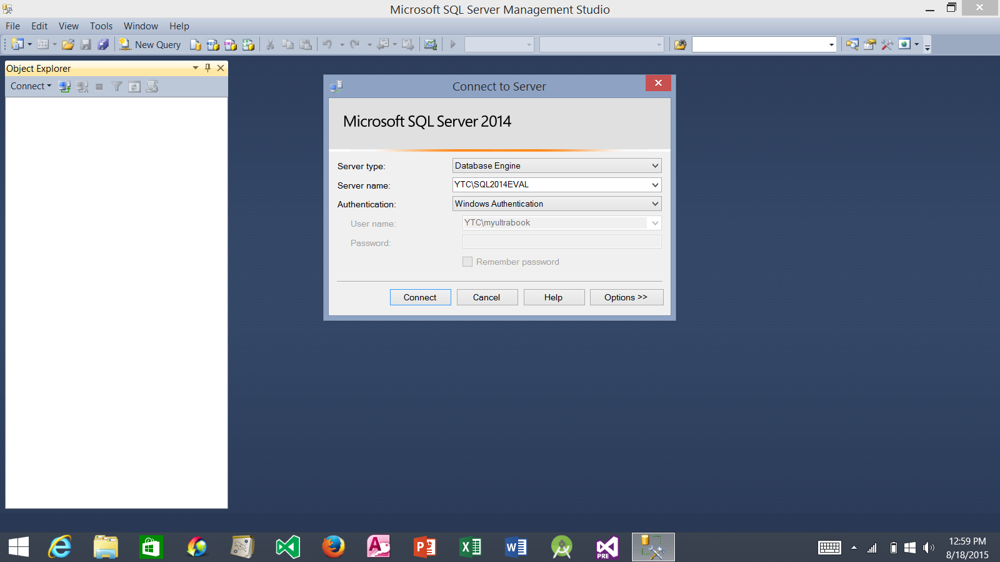 Microsoft SQL Server Management Studio
File Edit View Tools Window Help
New Query
Object Explorer
Connect
Connect to Server
Microsoft SQL Server 2014
Server type: Database Engine
Server name: YTC\SQL2014EVAL
Authentication: Windows Authentication
User name: YTC\myultrabook
Password:
Remember password
Connect Cancel Help Options >>
PRE
12:59 PM
8/18/2015